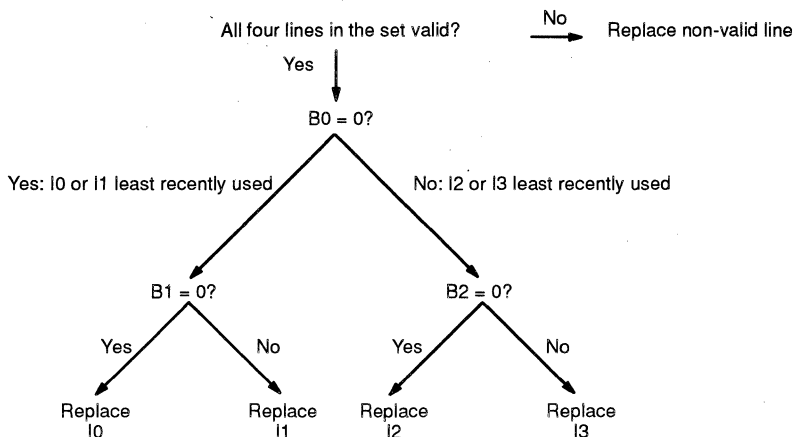 All four lines in the set valid?
No
Replace non-valid line
Yes
B0 = 0?
Yes: l0 or l1 least recently used
No: l2 or l3 least recently used
B1 = 0?
B2 = 0?
Yes
No
Yes
No
Replace
l0
Replace
l1
Replace
l2
Replace
l3